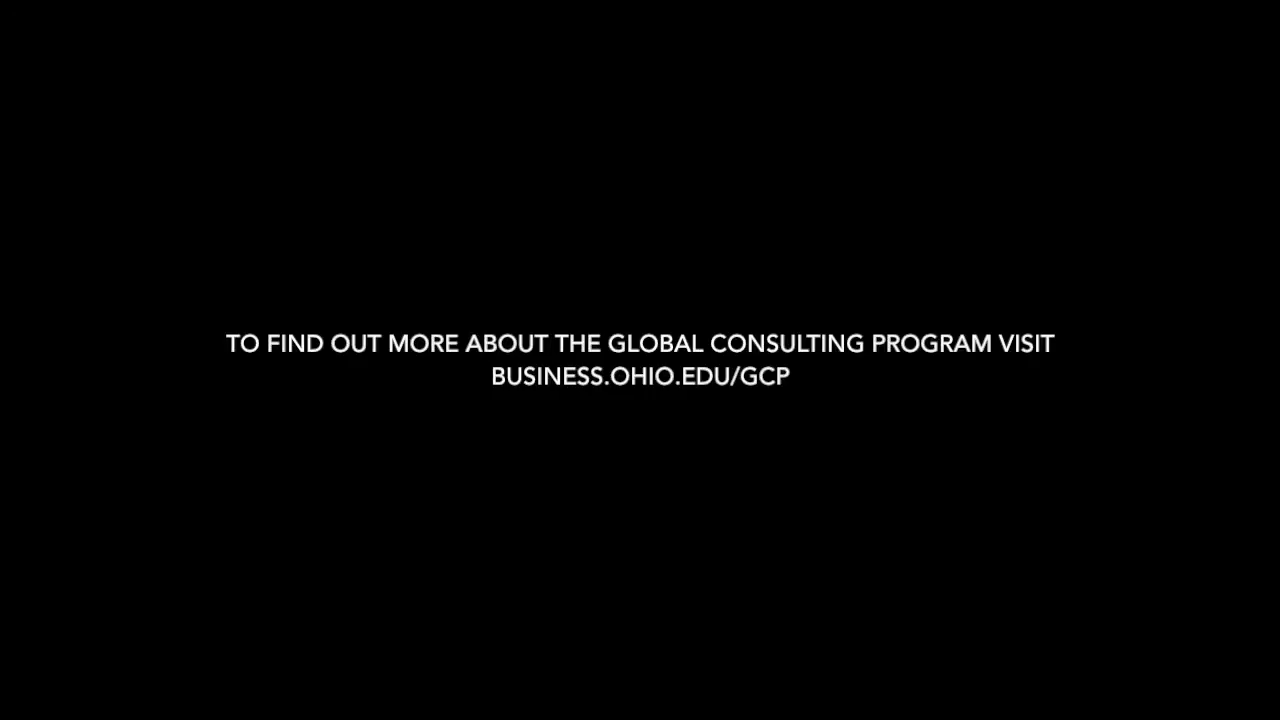 TO FIND OUT MORE ABOUT THE GLOBAL CONSULTING PROGRAM VISIT
BUSINESS.OHIO.EDU/GCP